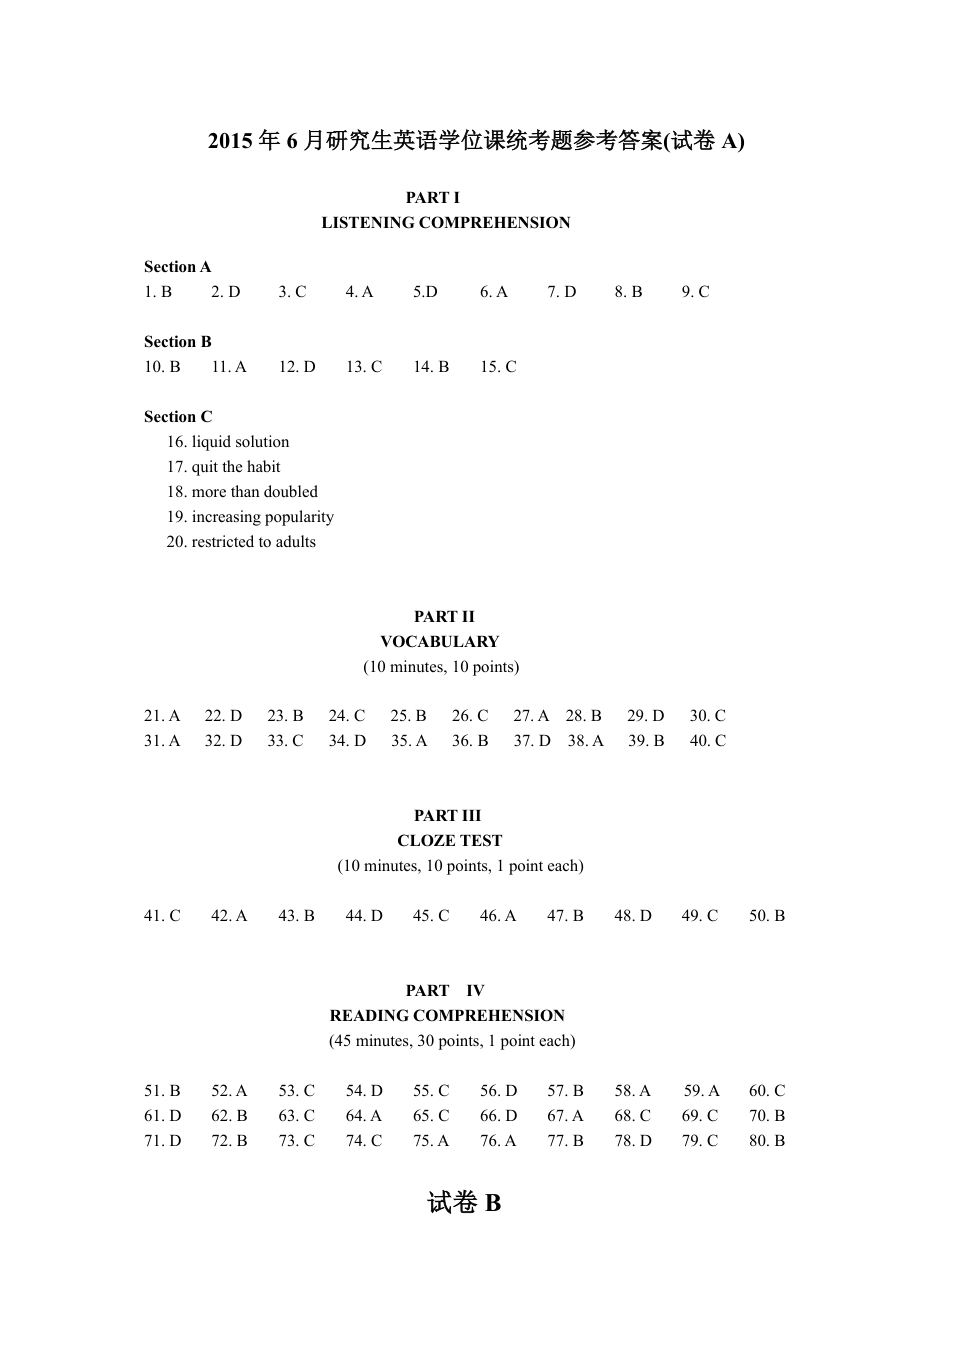 2015 年 6 月研究生英语学位课统考题参考答案(试卷 A)
PART I
LISTENING COMPREHENSION
Section A
1. B 2. D 3. C 4. A 5.D 6. A 7. D 8. B 9. C
Section B
10. B 11. A 12. D 13. C 14. B 15. C
Section C
16. liquid solution
17. quit the habit
18. more than doubled
19. increasing popularity
20. restricted to adults
PART II
VOCABULARY
(10 minutes, 10 points)
21. A 22. D 23. B 24. C 25. B 26. C 27. A 28. B 29. D 30. C
31. A 32. D 33. C 34. D 35. A 36. B 37. D 38. A 39. B 40. C
PART III
CLOZE TEST
(10 minutes, 10 points, 1 point each)
41. C 42. A 43. B 44. D 45. C 46. A 47. B 48. D 49. C 50. B
PART IV
READING COMPREHENSION
(45 minutes, 30 points, 1 point each)
51. B 52. A 53. C 54. D 55. C 56. D 57. B 58. A 59. A 60. C
61. D 62. B 63. C 64. A 65. C 66. D 67. A 68. C 69. C 70. B
71. D 72. B 73. C 74. C 75. A 76. A 77. B 78. D 79. C 80. B
试卷 B